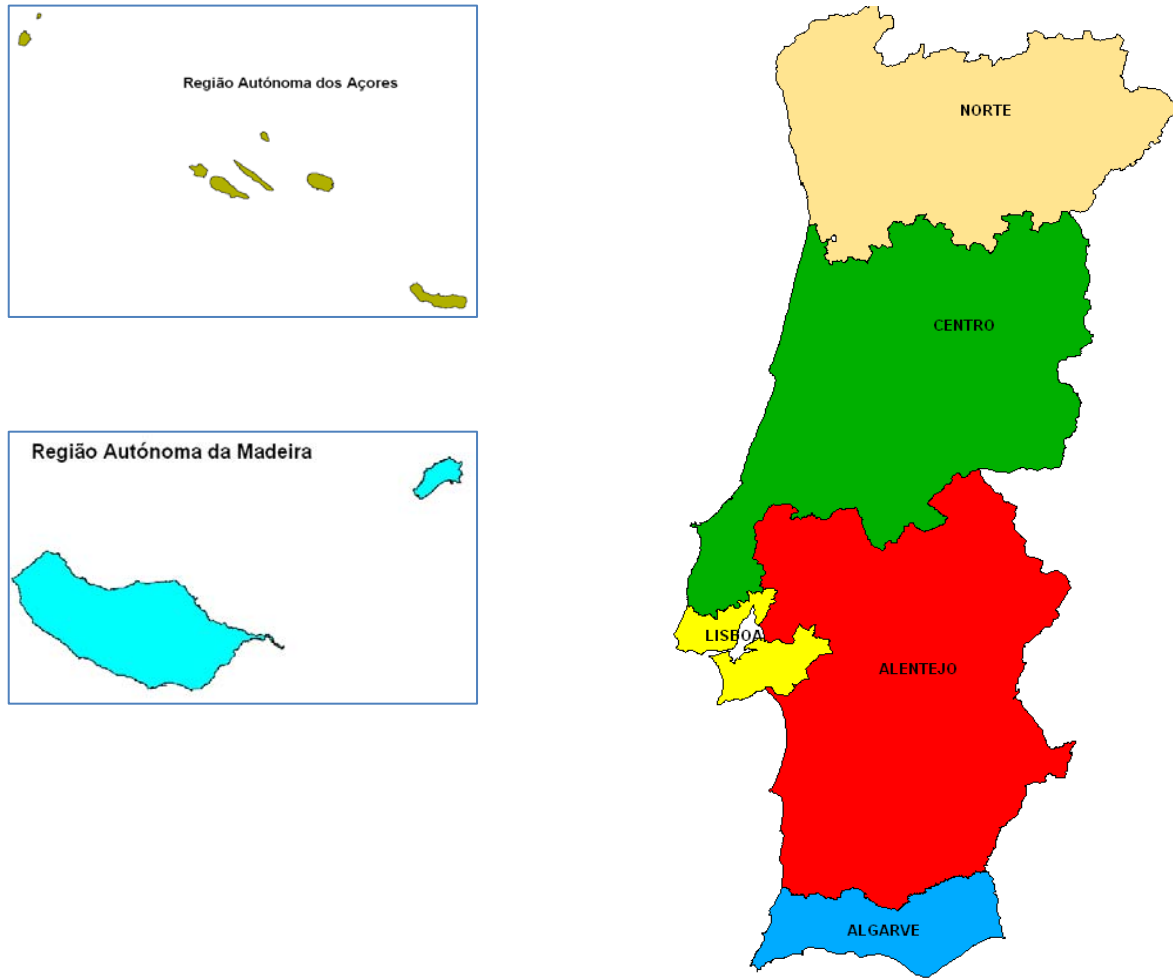 Região Autónoma dos Açores
NORTE
CENTRO
Região Autónoma da Madeira
LISBOA
ALENTEJO
ALGARVE